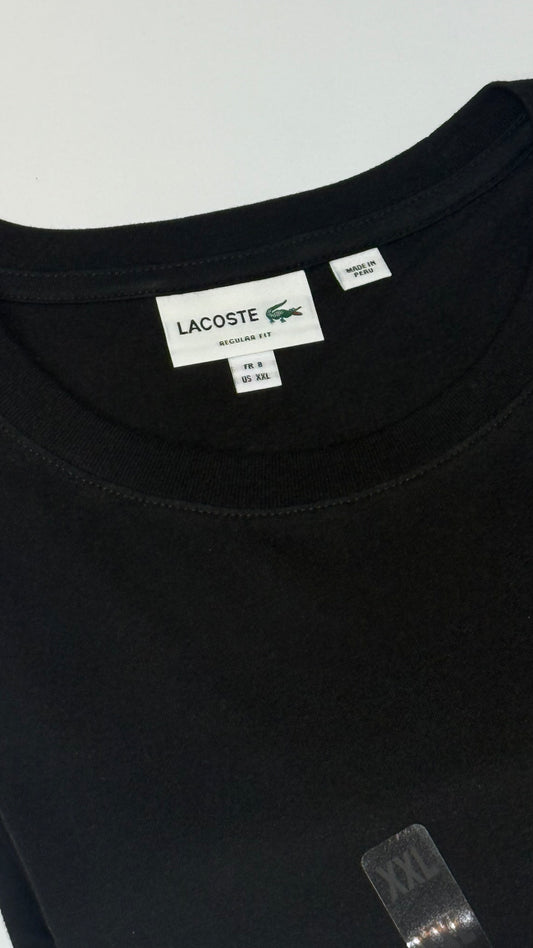 MADE IN
PERU
LACOSTE
REGULAR FIT
FR 8
US XXL
XXL